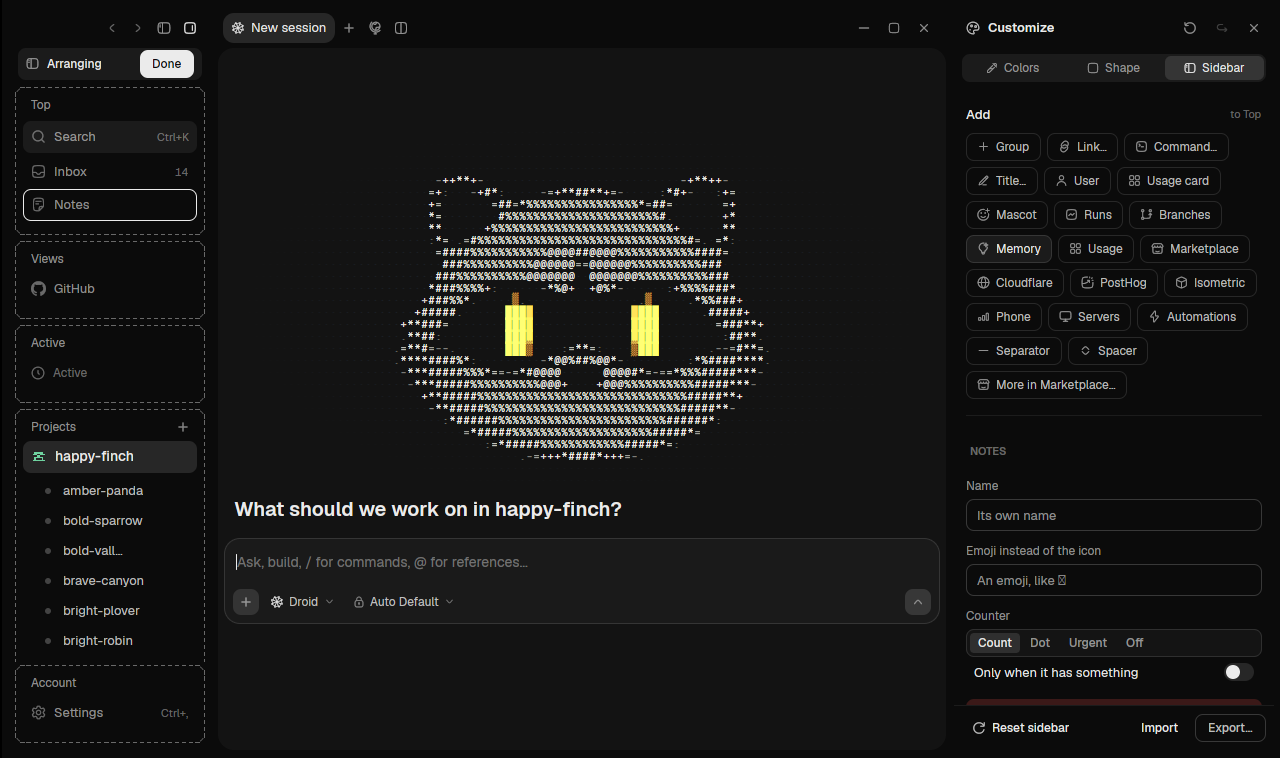 New session
Customize
Arranging
Done
Colors
Shape
Sidebar
Top
Search
Ctrl+K
Inbox
14
Notes
Views
GitHub
Active
Active
Projects
happy-finch
amber-panda
bold-sparrow
bold-vall…
brave-canyon
bright-plover
bright-robin
Account
Settings
Ctrl+,
What should we work on in happy-finch?
Ask, build, / for commands, @ for references…
Droid
Auto Default
Add
to Top
Group
Link…
Command…
Title…
User
Usage card
Mascot
Runs
Branches
Memory
Usage
Marketplace
Cloudflare
PostHog
Isometric
Phone
Servers
Automations
Separator
Spacer
More in Marketplace…
NOTES
Name
Its own name
Emoji instead of the icon
An emoji, like
Counter
Count
Dot
Urgent
Off
Only when it has something
Reset sidebar
Import
Export…